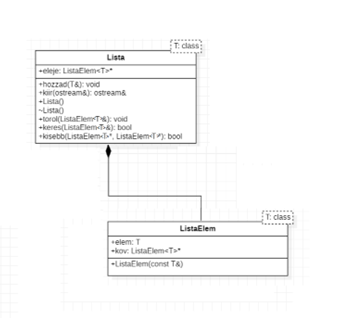 T: class
Lista
+eleje: ListaElem<T>*
+hozzad(T&): void
+kiir(ostream&): ostream&
+Lista()
~Lista()
+torol(ListaElem<T>&): void
+keres(ListaElem<T>&): bool
+kisebb(ListaElem<T>*, ListaElem<T>*): bool
T: class
ListaElem
+elem: T
+kov: ListaElem<T>*
+ListaElem(const T&)